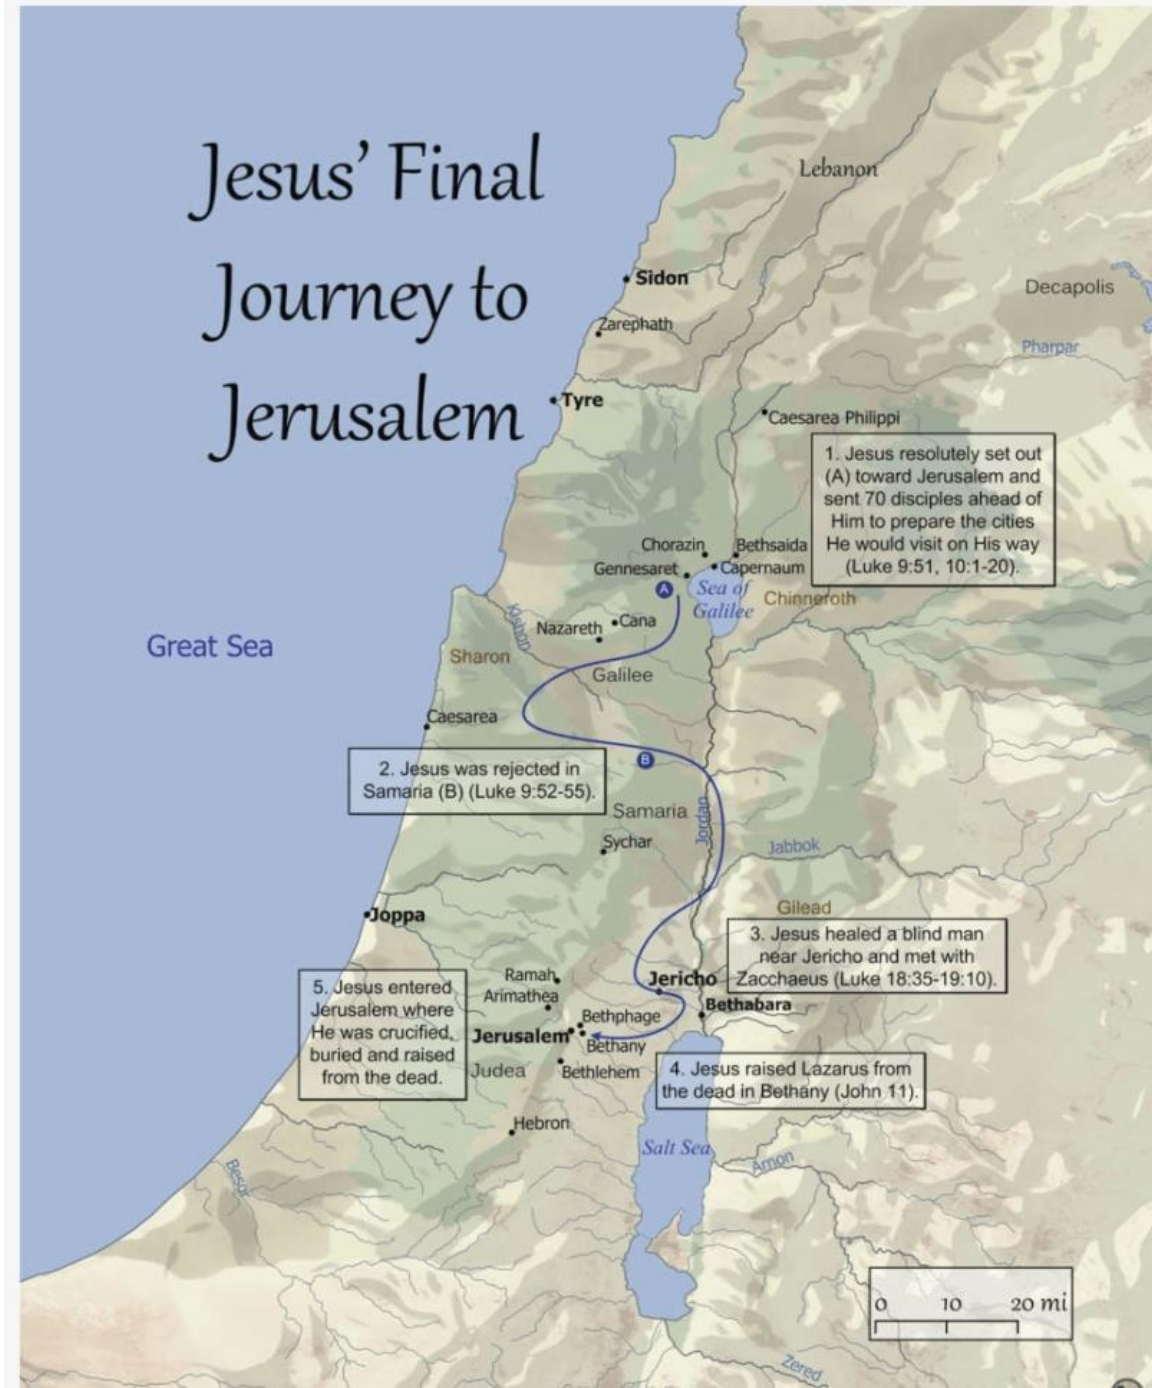 Jesus’ Final
Journey to
Jerusalem
Lebanon
Sidon
Decapolis
Zarephath
Pharpar
Tyre
Caesarea Philippi
1. Jesus resolutely set out
(A) toward Jerusalem and
sent 70 disciples ahead of
Him to prepare the cities
He would visit on His way
(Luke 9:51, 10:1-20).
Chorazin
Bethsaida
Gennesaret
Capernaum
A
Sea of
Galilee
Chinneroth
Kishon
Cana
Nazareth
Great Sea
Sharon
Galilee
Caesarea
B
2. Jesus was rejected in
Samaria (B) (Luke 9:52-55).
Samaria
Jordan
Sychar
Jabbok
Gilead
Joppa
3. Jesus healed a blind man
near Jericho and met with
Zacchaeus (Luke 18:35-19:10).
Ramah
Jericho
Arimathea
Bethabara
5. Jesus entered
Jerusalem where
He was crucified,
buried and raised
from the dead.
Bethphage
Jerusalem
Bethany
Judea
Bethlehem
4. Jesus raised Lazarus from
the dead in Bethany (John 11).
Hebron
Salt Sea
Arnon
Besor
0 10 20 mi
Zered